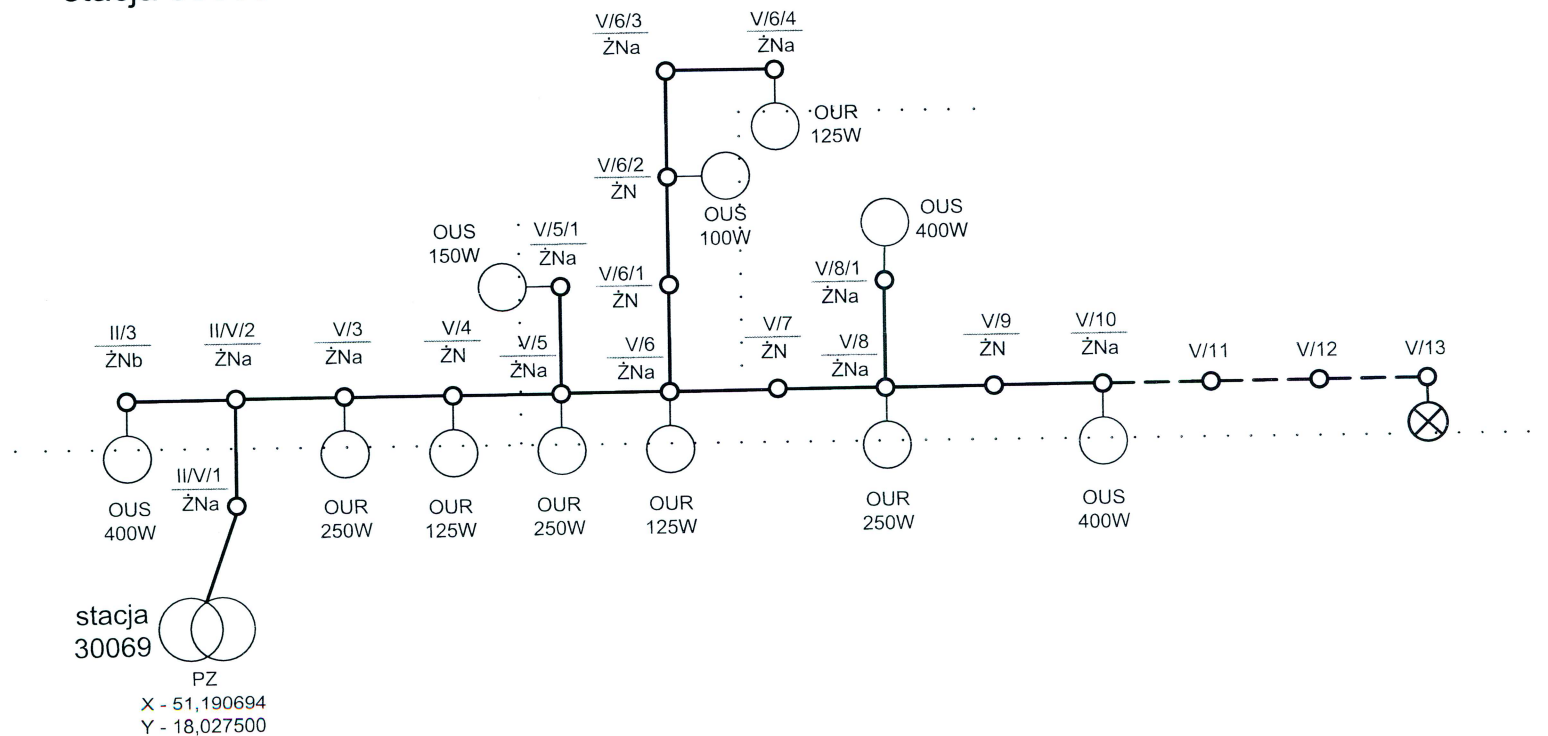 V/6/3
ŻNa
V/6/4
ŻNa
OUR
125W
V/6/2
ŻN
OUS
100W
OUS
400W
OUS
150W
V/5/1
ŻNa
V/6/1
ŻN
V/8/1
ŻNa
II/3
ŻNb
II/V/2
ŻNa
V/3
ŻNa
V/4
ŻN
V/5
ŻNa
V/6
ŻNa
V/7
ŻN
V/8
ŻNa
V/9
ŻN
V/10
ŻNa
V/11
V/12
V/13
II/V/1
ŻNa
OUS
400W
OUR
250W
OUR
125W
OUR
250W
OUR
125W
OUR
250W
OUS
400W
stacja
30069
PZ
X - 51,190694
Y - 18,027500